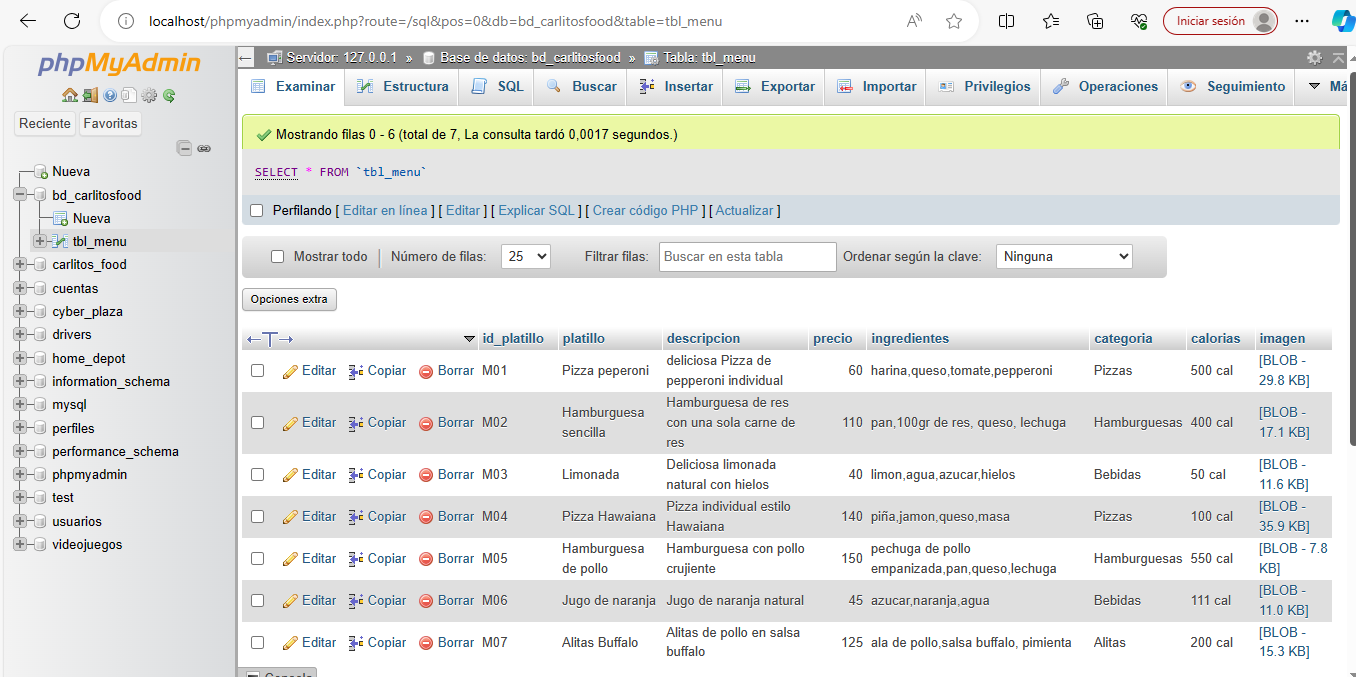 localhost/phpmyadmin/index.php?route=/sql&pos=0&db=bd_carlitosfood&table=tbl_menu
Iniciar sesión
phpMyAdmin
Reciente Favoritas
Nueva
bd_carlitosfood
Nueva
tbl_menu
carlitos_food
cuentas
cyber_plaza
drivers
home_depot
information_schema
mysql
perfiles
performance_schema
phpmyadmin
test
usuarios
videojuegos
Servidor: 127.0.0.1 » Base de datos: bd_carlitosfood » Tabla: tbl_menu
Examinar Estructura SQL Buscar Insertar Exportar Importar Privilegios Operaciones Seguimiento Má
Mostrando filas 0 - 6 (total de 7, La consulta tardó 0,0017 segundos.)
SELECT * FROM `tbl_menu`
Perfilando [ Editar en línea ] [ Editar ] [ Explicar SQL ] [ Crear código PHP ] [ Actualizar ]
Mostrar todo Número de filas: 25 Filtrar filas: Buscar en esta tabla Ordenar según la clave: Ninguna
Opciones extra
id_platillo platillo descripcion precio ingredientes categoria calorias imagen
Editar Copiar Borrar M01 Pizza peperoni deliciosa Pizza de pepperoni individual 60 harina,queso,tomate,pepperoni Pizzas 500 cal [BLOB - 29.8 KB]
Editar Copiar Borrar M02 Hamburguesa sencilla Hamburguesa de res con una sola carne de res 110 pan,100gr de res, queso, lechuga Hamburguesas 400 cal [BLOB - 17.1 KB]
Editar Copiar Borrar M03 Limonada Deliciosa limonada natural con hielos 40 limon,agua,azucar,hielos Bebidas 50 cal [BLOB - 11.6 KB]
Editar Copiar Borrar M04 Pizza Hawaiana Pizza individual estilo Hawaiana 140 piña,jamon,queso,masa Pizzas 100 cal [BLOB - 35.9 KB]
Editar Copiar Borrar M05 Hamburguesa de pollo Hamburguesa con pollo crujiente 150 pechuga de pollo empanizada,pan,queso,lechuga Hamburguesas 550 cal [BLOB - 7.8 KB]
Editar Copiar Borrar M06 Jugo de naranja Jugo de naranja natural 45 azucar,naranja,agua Bebidas 111 cal [BLOB - 11.0 KB]
Editar Copiar Borrar M07 Alitas Buffalo Alitas de pollo en salsa buffalo 125 ala de pollo,salsa buffalo, pimienta Alitas 200 cal [BLOB - 15.3 KB]